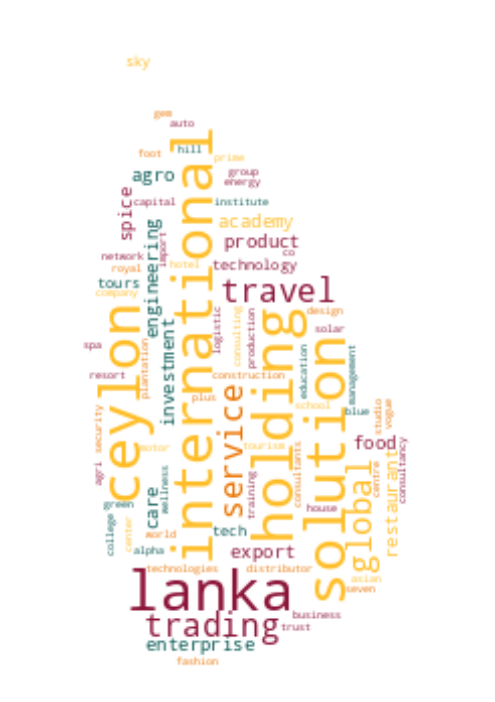 sky
gem
auto
hill
foot
prime
agro
group
energy
capital
spice
institute
international
academy
engineering
import
product
co
network
hotel
technology
royal
tours
company
travel
ceylon
holding
design
logistic
consulting
production
solar
solution
investment
plantation
spa
education
management
resort
construction
service
plus
school
blue
studio
vogue
security
motor
tourism
food
consultancy
restaurant
agri
wellness
care
training
consultants
global
centre
green
house
college
center
world
tech
alpha
export
technologies
distributor
asian
lanka
seven
trading
business
trust
enterprise
fashion